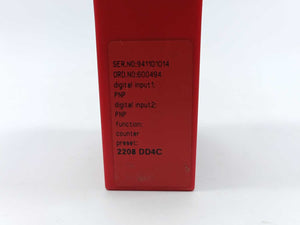 SER.NO:941101014
ORD.NO:600494
digital input1:
PNP
digital input2:
PNP
function:
counter
preset:
2208 DD4C